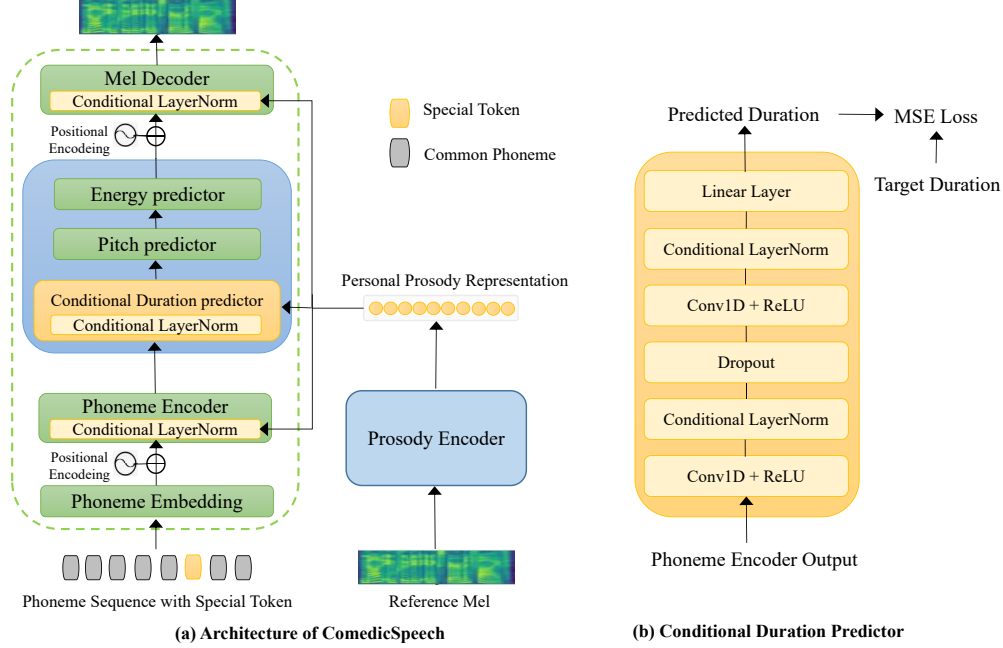 Mel Decoder
Conditional LayerNorm
Positional
Encodeing
Energy predictor
Pitch predictor
Conditional Duration predictor
Conditional LayerNorm
Phoneme Encoder
Conditional LayerNorm
Positional
Encodeing
Phoneme Embedding
Phoneme Sequence with Special Token
Special Token
Common Phoneme
Personal Prosody Representation
Prosody Encoder
Reference Mel
(a) Architecture of ComedicSpeech
Predicted Duration
MSE Loss
Target Duration
Linear Layer
Conditional LayerNorm
Conv1D + ReLU
Dropout
Conditional LayerNorm
Conv1D + ReLU
Phoneme Encoder Output
(b) Conditional Duration Predictor